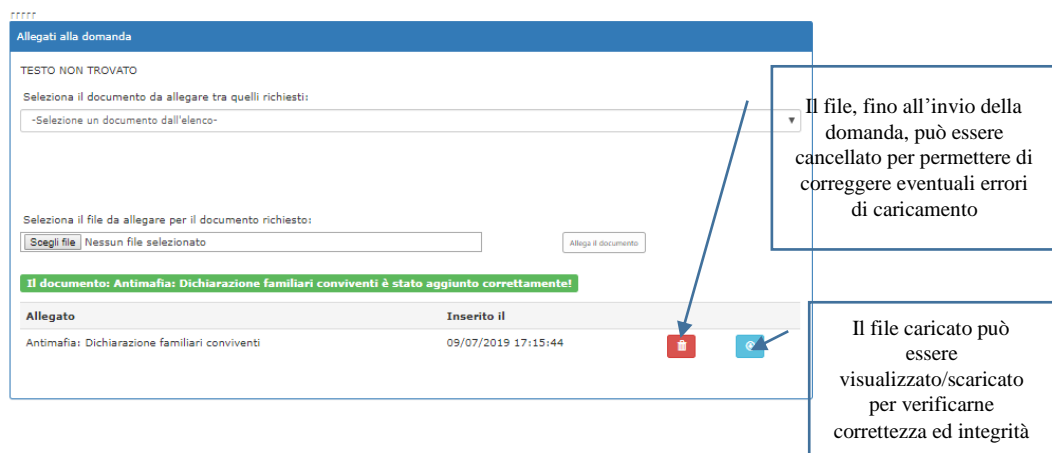 rrrrr
Allegati alla domanda
TESTO NON TROVATO
Seleziona il documento da allegare tra quelli richiesti:
-Selezione un documento dall'elenco-
Seleziona il file da allegare per il documento richiesto:
Scegli file Nessun file selezionato
Allega il documento
Il documento: Antimafia: Dichiarazione familiari conviventi è stato aggiunto correttamente!
Allegato Inserito il
Antimafia: Dichiarazione familiari conviventi 09/07/2019 17:15:44
Il file, fino all'invio della
domanda, può essere
cancellato per permettere di
correggere eventuali errori
di caricamento
Il file caricato può
essere
visualizzato/scaricato
per verificarne
correttezza ed integrità